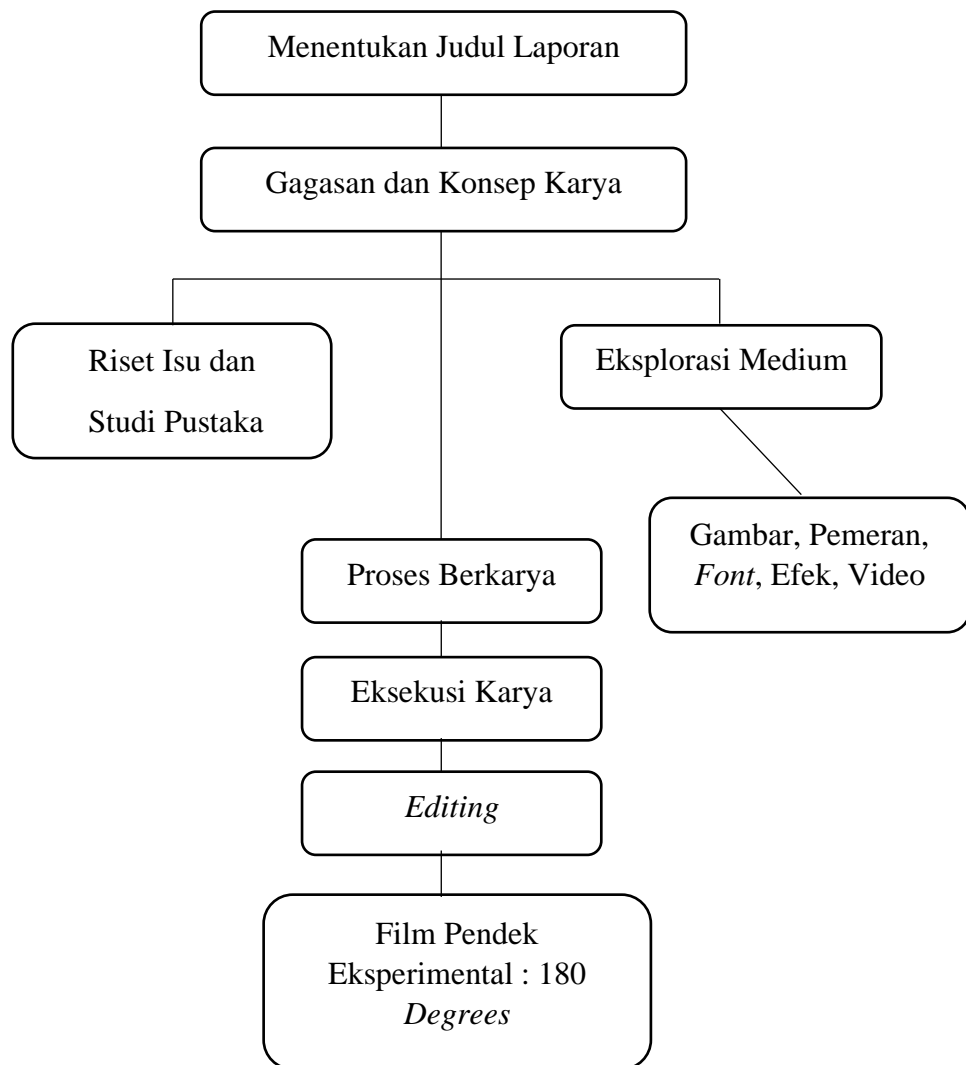 Menentukan Judul Laporan
Gagasan dan Konsep Karya
Riset Isu dan
Studi Pustaka
Eksplorasi Medium
Gambar, Pemeran,
Font, Efek, Video
Proses Berkarya
Eksekusi Karya
Editing
Film Pendek
Eksperimental : 180
Degrees